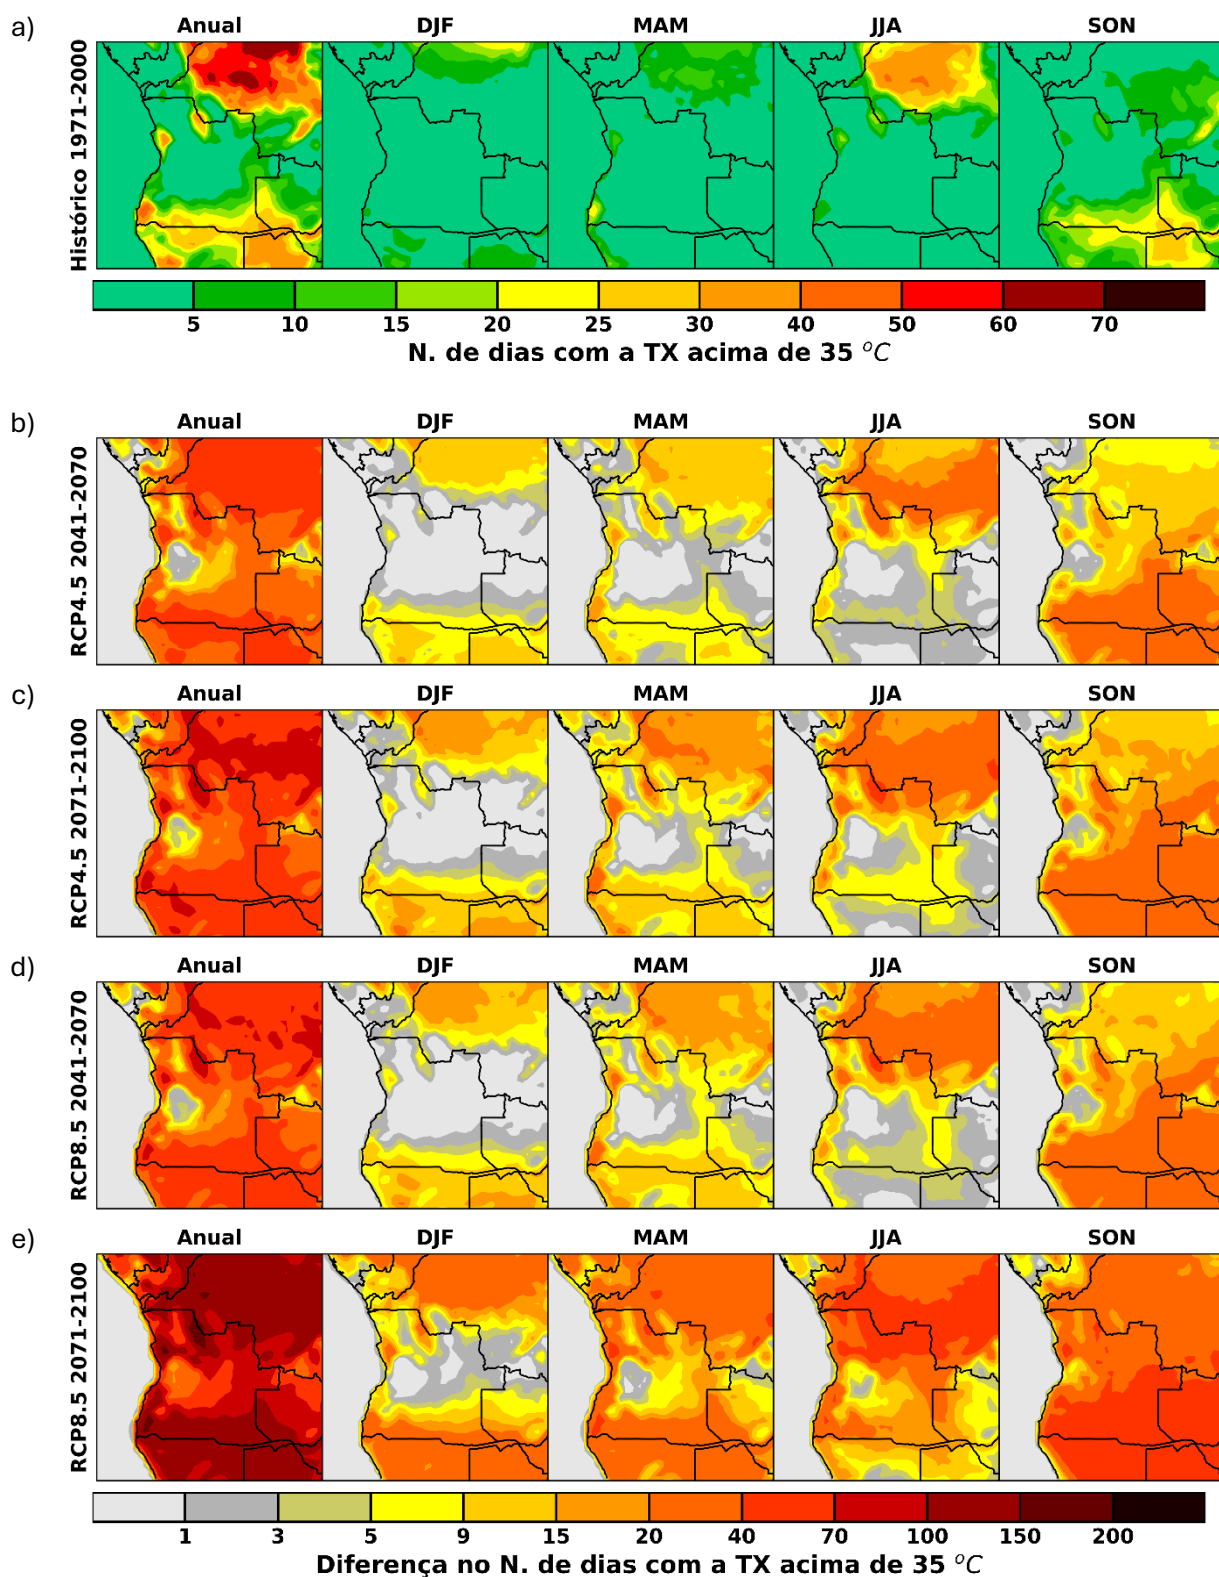 a)
Anual DJF MAM JJA SON
Histórico 1971-2000
5 10 15 20 25 30 40 50 60 70
N. de dias com a TX acima de 35 °C
b)
Anual DJF MAM JJA SON
RCP4.5 2041-2070
c)
Anual DJF MAM JJA SON
RCP4.5 2071-2100
d)
Anual DJF MAM JJA SON
RCP8.5 2041-2070
e)
Anual DJF MAM JJA SON
RCP8.5 2071-2100
1 3 5 9 15 20 40 70 100 150 200
Diferença no N. de dias com a TX acima de 35 °C